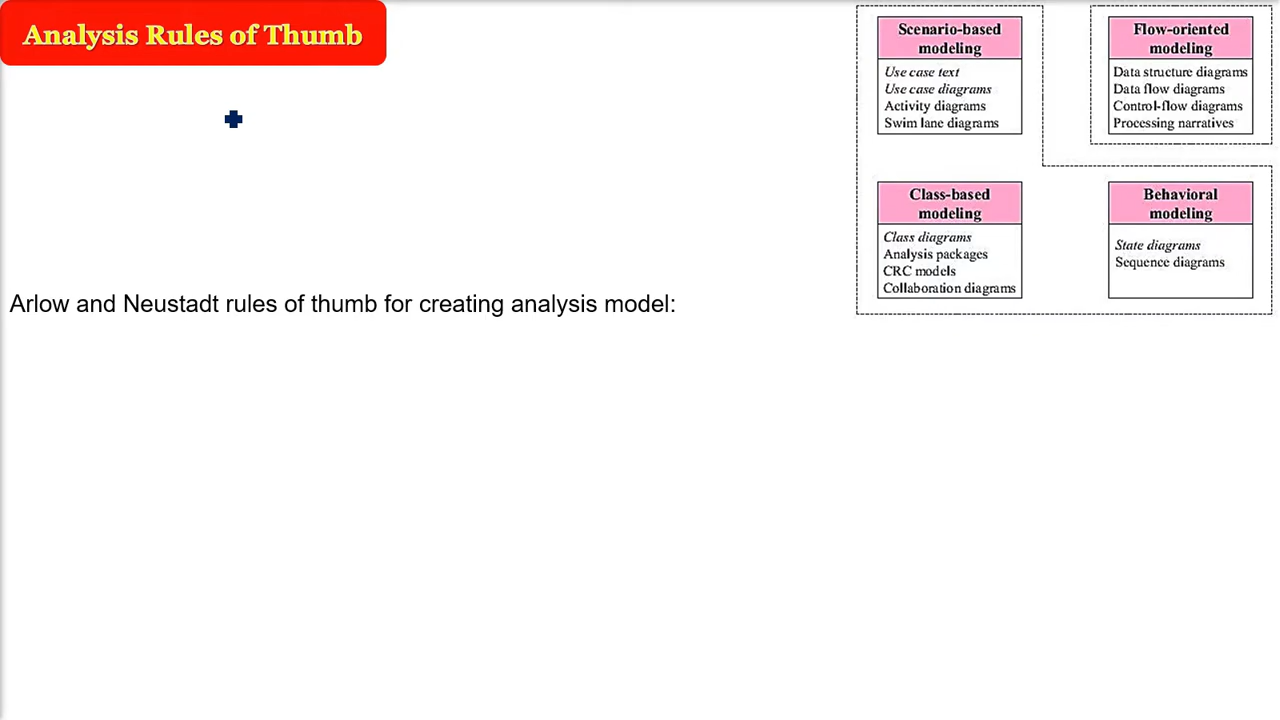 Analysis Rules of Thumb
Scenario-based
modeling
Use case text
Use case diagrams
Activity diagrams
Swim lane diagrams
Flow-oriented
modeling
Data structure diagrams
Data flow diagrams
Control-flow diagrams
Processing narratives
Class-based
modeling
Class diagrams
Analysis packages
CRC models
Collaboration diagrams
Behavioral
modeling
State diagrams
Sequence diagrams
Arlow and Neustadt rules of thumb for creating analysis model: